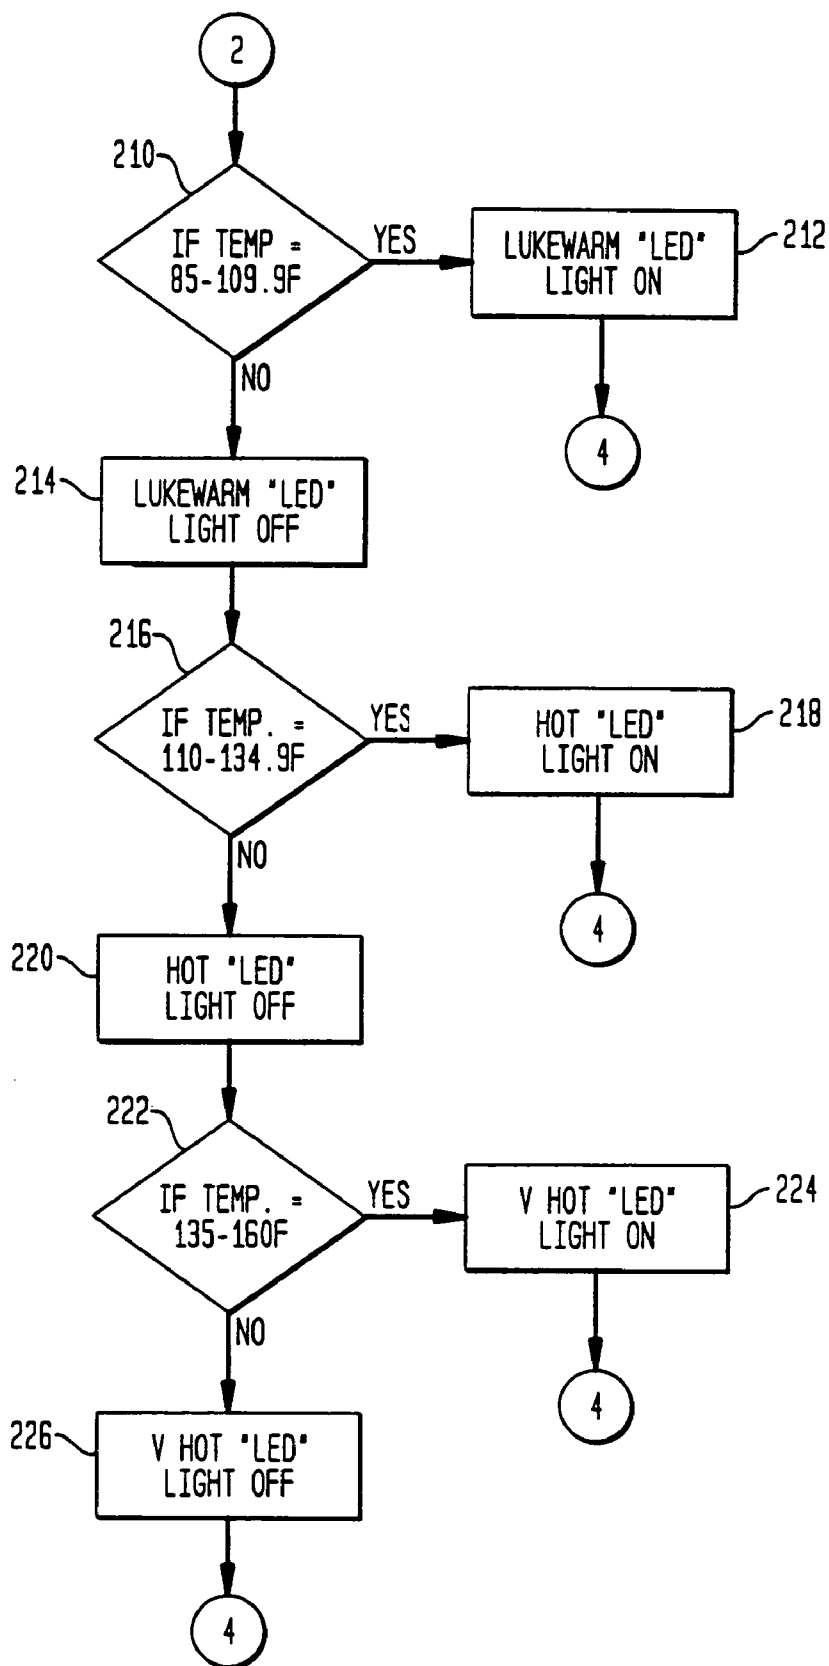 2
210
IF TEMP =
85-109.9F
YES
LUKEWARM "LED"
LIGHT ON
212
NO
4
214
LUKEWARM "LED"
LIGHT OFF
216
IF TEMP. =
110-134.9F
YES
HOT "LED"
LIGHT ON
218
NO
4
220
HOT "LED"
LIGHT OFF
222
IF TEMP. =
135-160F
YES
V HOT "LED"
LIGHT ON
224
NO
4
226
V HOT "LED"
LIGHT OFF
4